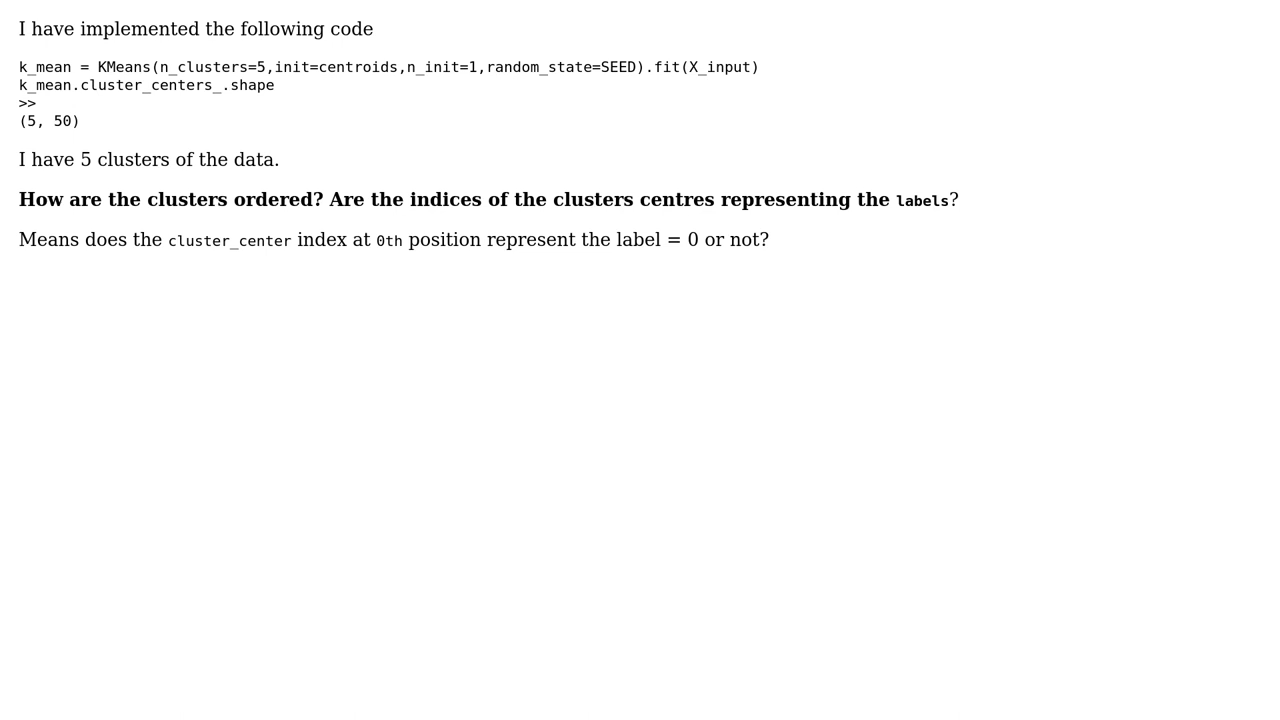 I have implemented the following code
k_mean = KMeans(n_clusters=5,init=centroids,n_init=1,random_state=SEED).fit(X_input)
k_mean.cluster_centers_.shape
>>
(5, 50)
I have 5 clusters of the data.
How are the clusters ordered? Are the indices of the clusters centres representing the labels?
Means does the cluster_center index at 0th position represent the label = 0 or not?